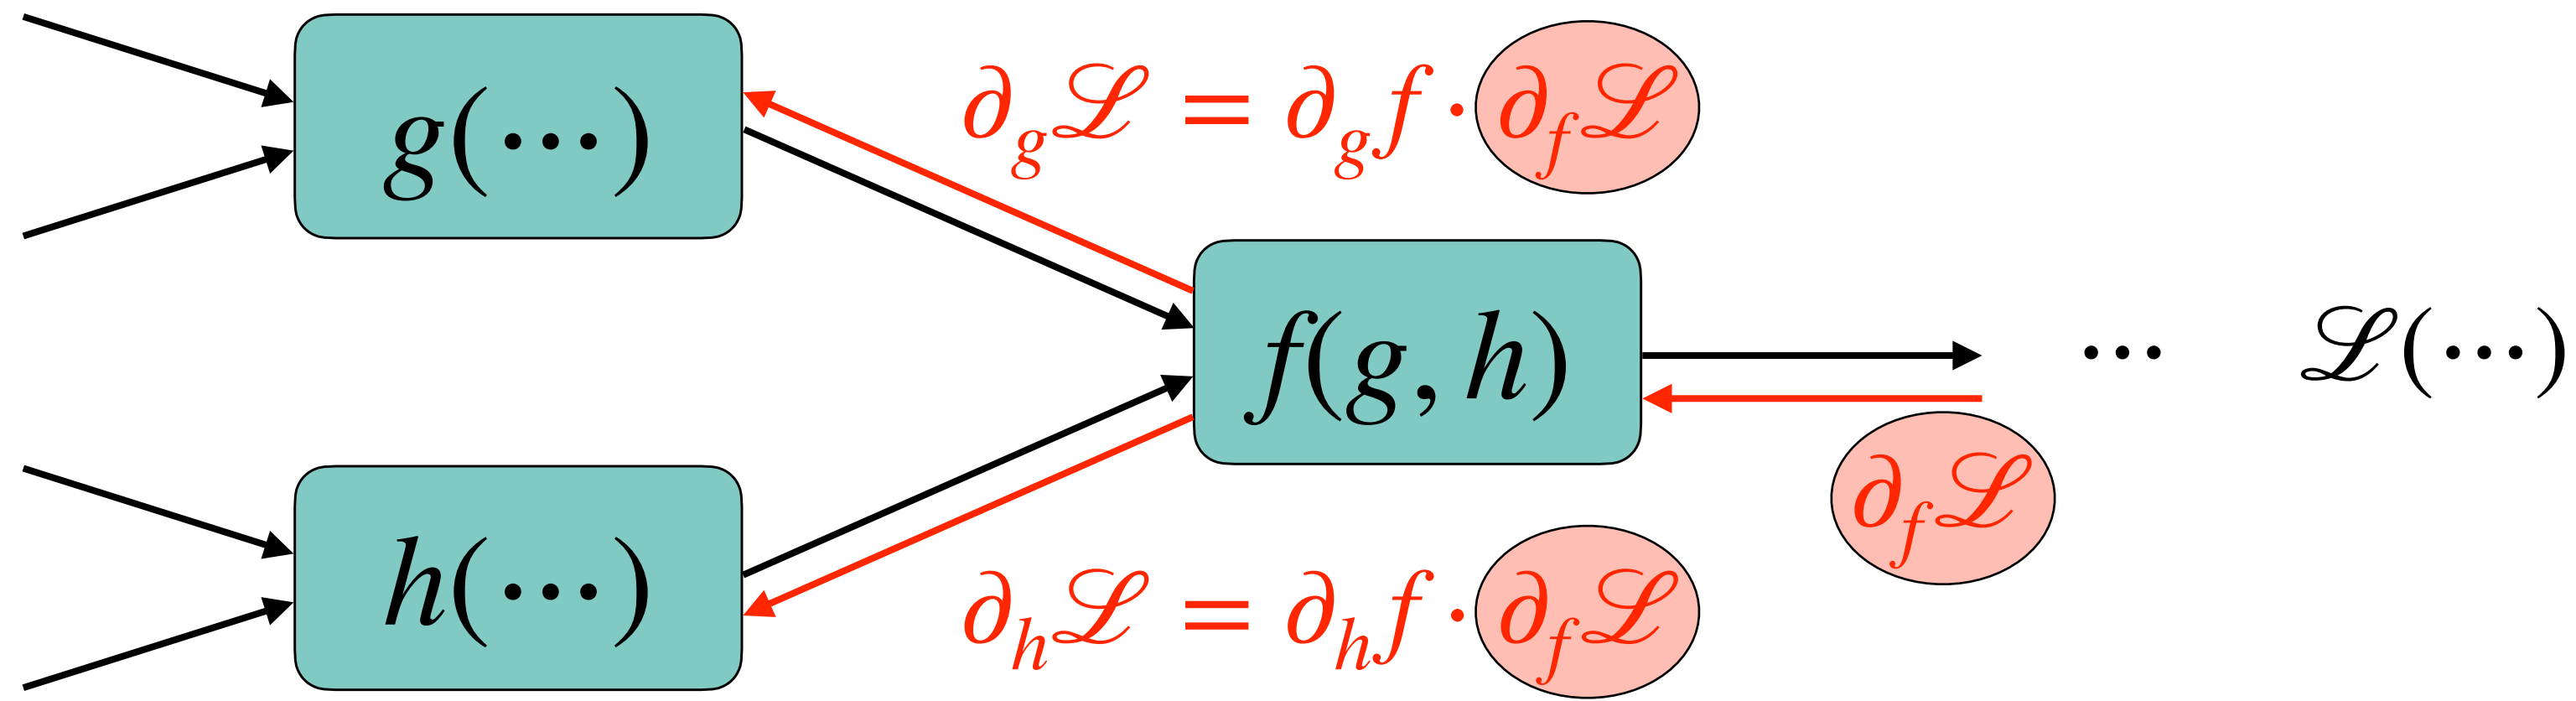 g(⋯)
∂_gℒ = ∂_g f · ∂_fℒ
f(g, h)
⋯
ℒ(⋯)
∂_fℒ
h(⋯)
∂_hℒ = ∂_h f · ∂_fℒ